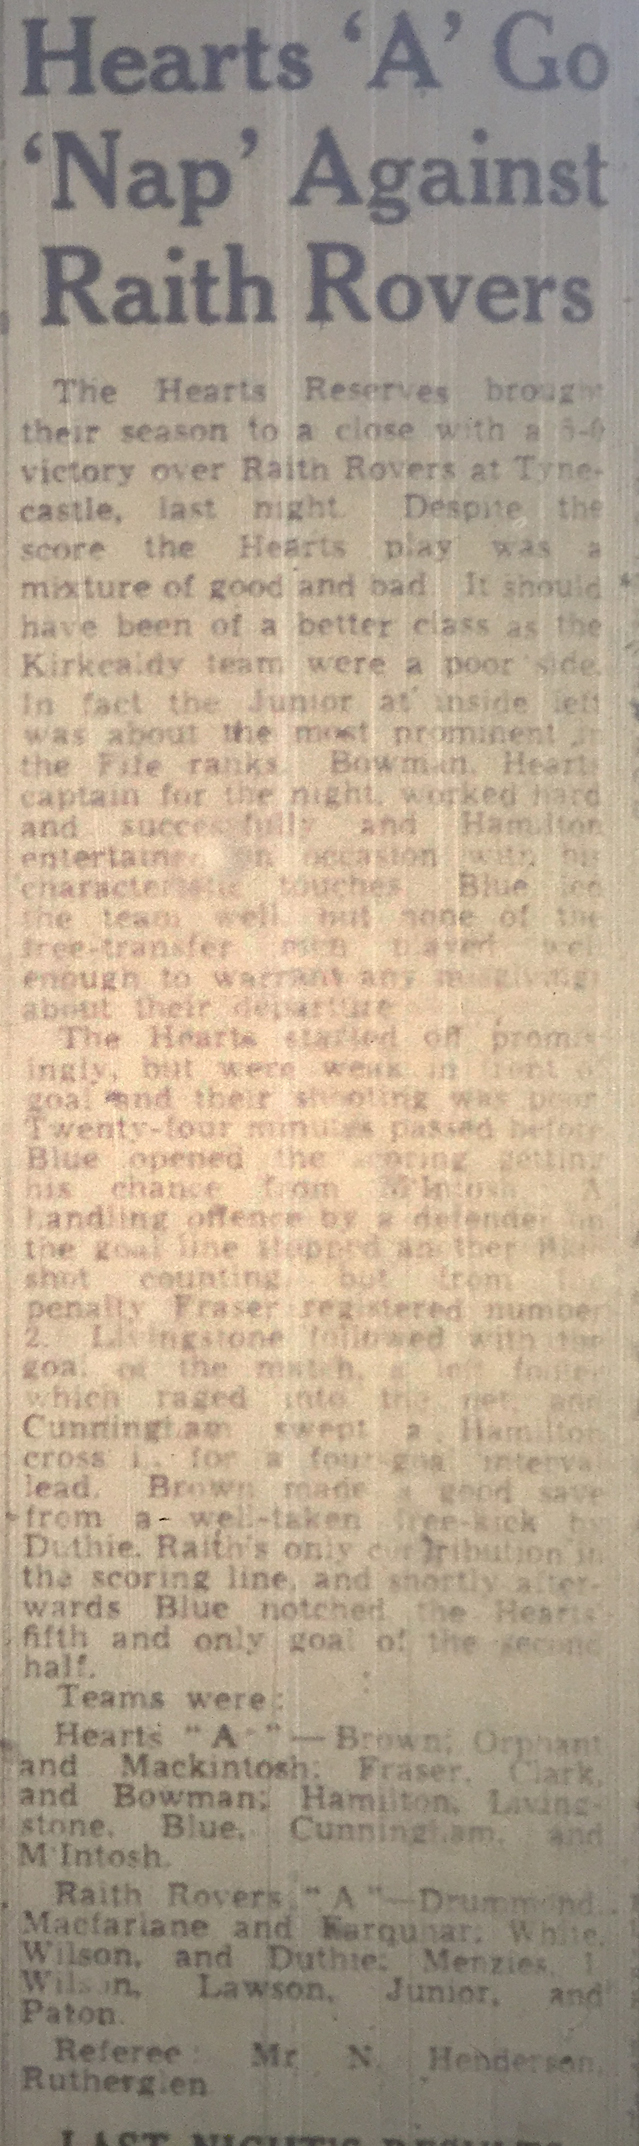 Hearts ‘A’ Go
‘Nap’ Against
Raith Rovers
The Hearts Reserves brought
their season to a close with a 5-0
victory over Raith Rovers at Tyne-
castle, last night. Despite the
score the Hearts play was a
mixture of good and bad. It should
have been of a better class as the
Kirkcaldy team were a poor side.
In fact the Junior at inside left
was about the most prominent in
the Fife ranks. Bowman, Hearts
captain for the night, worked hard
and successfully and Hamilton
entertained on occasion with his
characteristic touches. Blue led
the team well, but none of the
free-transfer men played well
enough to warrant any misgivings
about their departure
The Hearts started off promis-
ingly, but were weak in front of
goal and their shooting was poor.
Twenty-four minutes passed before
Blue opened the scoring getting
his chance from M'Intosh. A
handling offence by a defender on
the goal line stopped another Blue
shot counting, but from the
penalty Fraser registered number
2. Livingstone followed with the
goal of the match, a left footer
which raged into the net, and
Cunningham swept a Hamilton
cross in for a four-goal interval
lead. Brown made a good save
from a well-taken free-kick by
Duthie, Raith's only contribution in
the scoring line, and shortly after-
wards Blue notched the Hearts'
fifth and only goal of the second
half.
Teams were:
Hearts "A"—Brown; Orphant
and Mackintosh; Fraser, Clark,
and Bowman; Hamilton, Living-
stone, Blue, Cunningham, and
M'Intosh.
Raith Rovers "A"—Drummond,
Macfarlane and Farquhar; White,
Wilson, and Duthie; Menzies, I.
Wilson, Lawson, Junior, and
Paton.
Referee: Mr N. Henderson,
Rutherglen
LAST NIGHT'S RESULTS